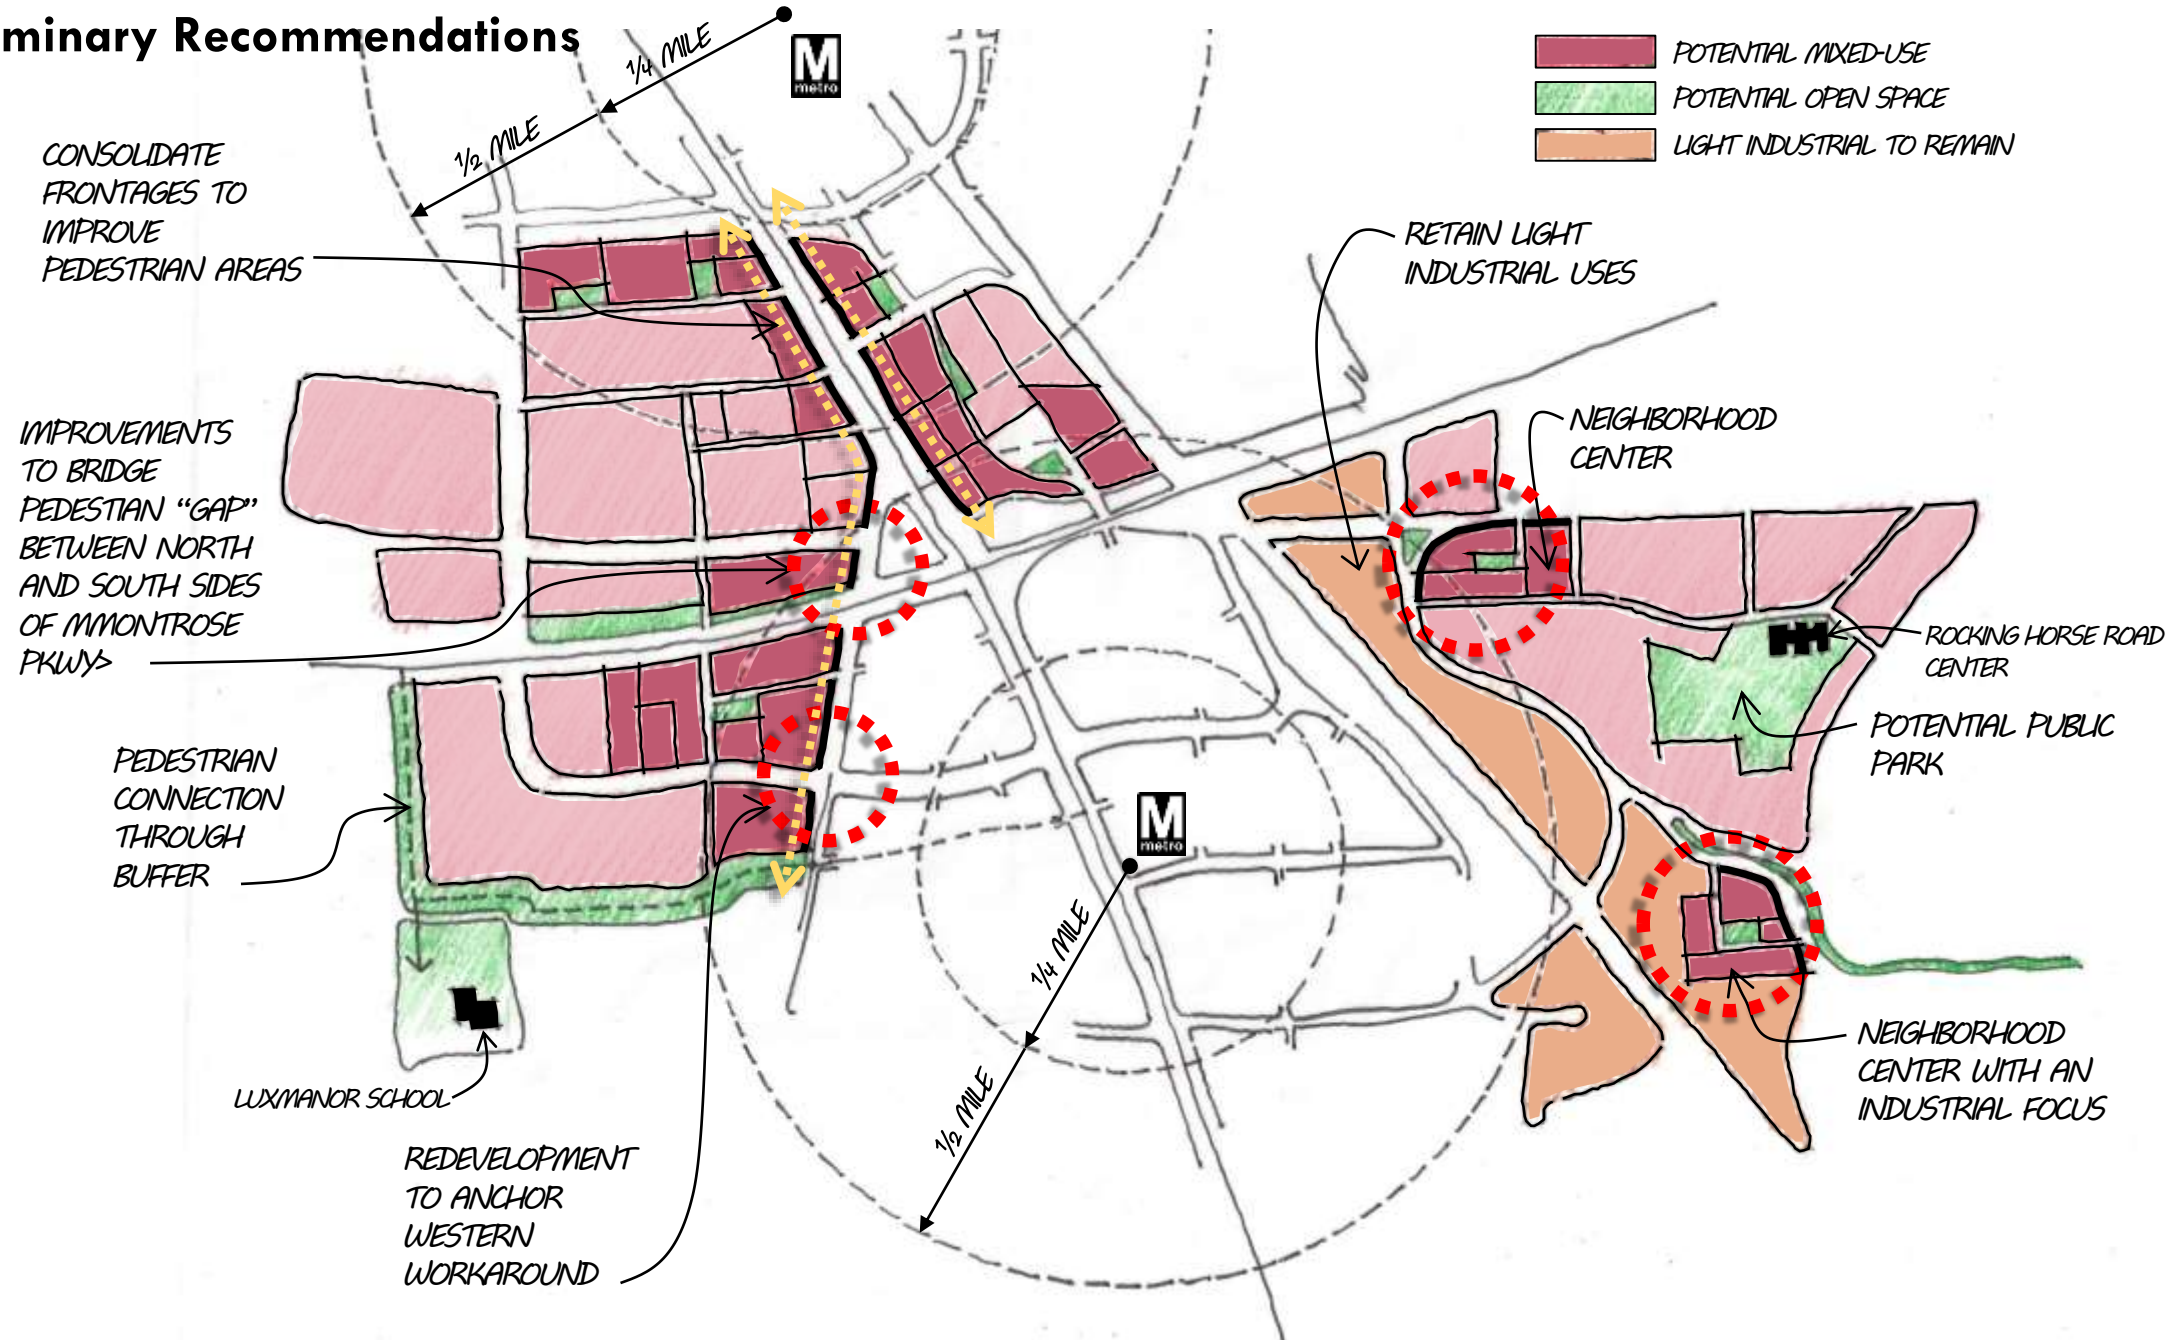 minary Recommendations
1/4 MILE
1/2 MILE
M
metro
POTENTIAL MIXED-USE
POTENTIAL OPEN SPACE
LIGHT INDUSTRIAL TO REMAIN
CONSOLIDATE
FRONTAGES TO
IMPROVE
PEDESTRIAN AREAS
RETAIN LIGHT
INDUSTRIAL USES
IMPROVEMENTS
TO BRIDGE
PEDESTIAN “GAP”
BETWEEN NORTH
AND SOUTH SIDES
OF MMONTROSE
PKWY>
NEIGHBORHOOD
CENTER
ROCKING HORSE ROAD
CENTER
POTENTIAL PUBLIC
PARK
PEDESTRIAN
CONNECTION
THROUGH
BUFFER
M
metro
1/4 MILE
1/2 MILE
LUXMANOR SCHOOL
REDEVELOPMENT
TO ANCHOR
WESTERN
WORKAROUND
NEIGHBORHOOD
CENTER WITH AN
INDUSTRIAL FOCUS